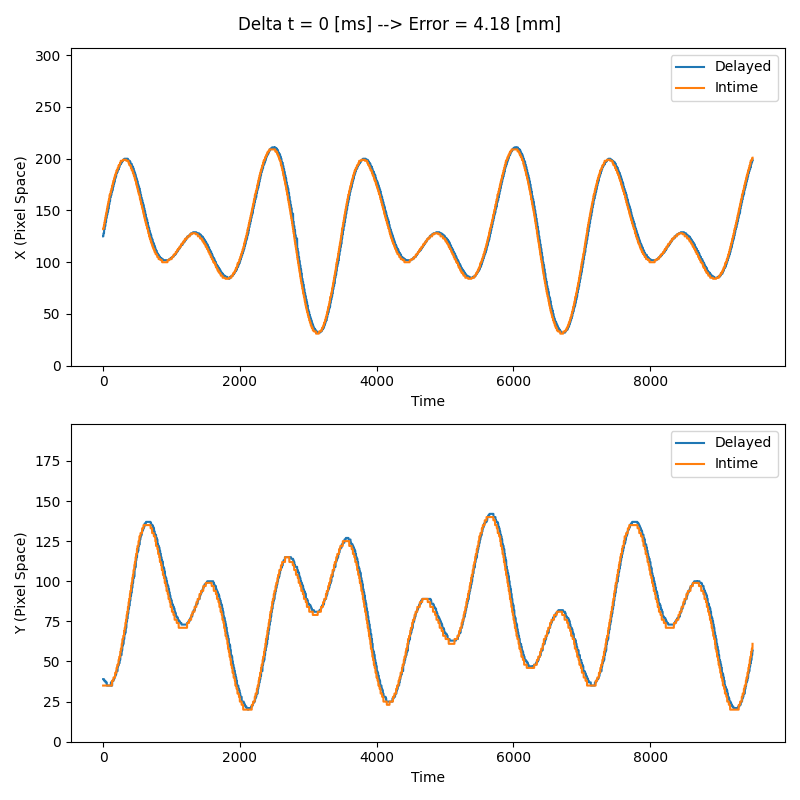 Delta t = 0 [ms] --> Error = 4.18 [mm]
300
250
200
150
100
50
0
X (Pixel Space)
Delayed
Intime
0 2000 4000 6000 8000
Time
175
150
125
100
75
50
25
0
Y (Pixel Space)
Delayed
Intime
0 2000 4000 6000 8000
Time